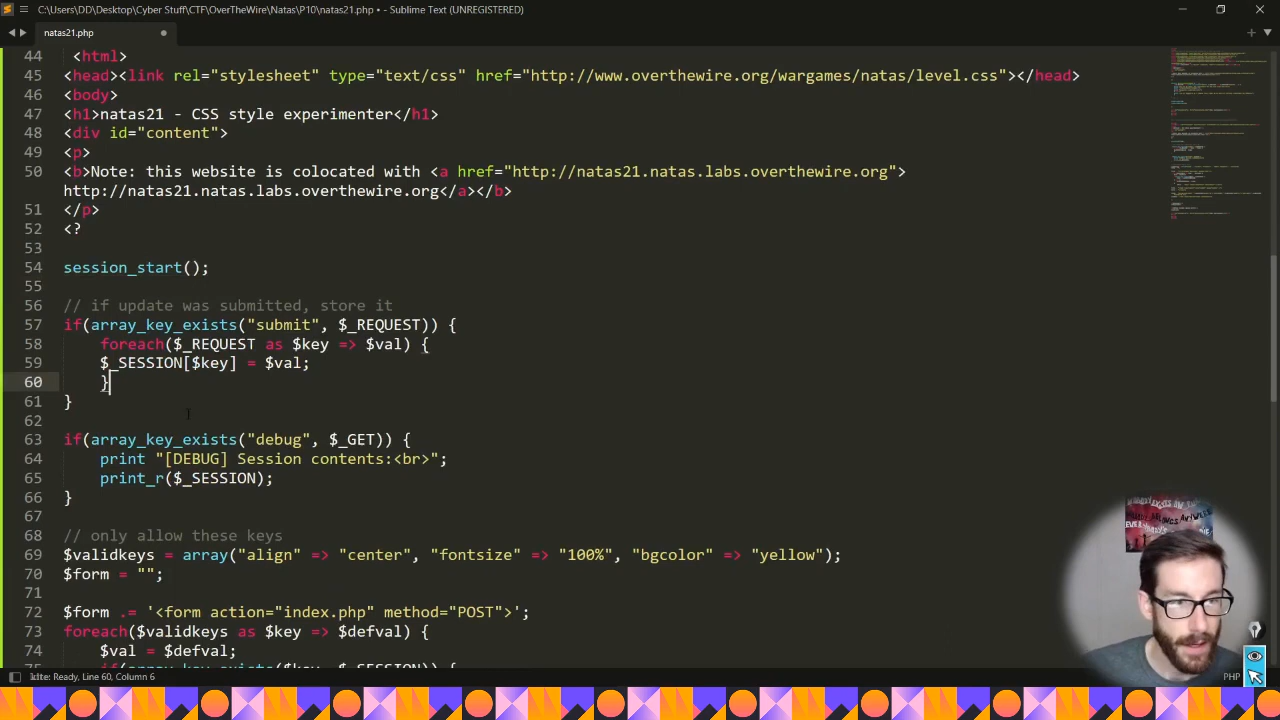 C:\Users\DD\Desktop\Cyber Stuff\CTF\OverTheWire\Natas\P10\natas21.php • - Sublime Text (UNREGISTERED)
natas21.php
44 <html>
45 <head><link rel="stylesheet" type="text/css" href="http://www.overthewire.org/wargames/natas/level.css"></head>
46 <body>
47 <h1>natas21 - CSS style experimenter</h1>
48 <div id="content">
49 <p>
50 <b>Note: this website is colocated with <a href="http://natas21.natas.labs.overthewire.org">
http://natas21.natas.labs.overthewire.org</a></b>
51 </p>
52 <?
53
54 session_start();
55
56 // if update was submitted, store it
57 if(array_key_exists("submit", $_REQUEST)) {
58 foreach($_REQUEST as $key => $val) {
59 $_SESSION[$key] = $val;
60 }
61 }
62
63 if(array_key_exists("debug", $_GET)) {
64 print "[DEBUG] Session contents:<br>";
65 print_r($_SESSION);
66 }
67
68 // only allow these keys
69 $validkeys = array("align" => "center", "fontsize" => "100%", "bgcolor" => "yellow");
70 $form = "";
71
72 $form .= '<form action="index.php" method="POST">';
73 foreach($validkeys as $key => $defval) {
74 $val = $defval;
75 if(array_key_exists($key, $_SESSION)) {
Kite: Ready, Line 60, Column 6
PHP